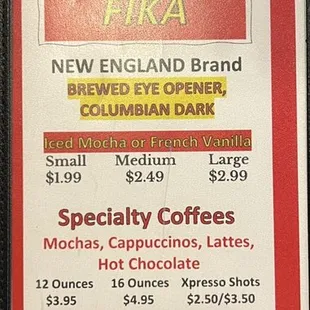 FIKA
NEW ENGLAND Brand
BREWED EYE OPENER,
COLUMBIAN DARK
Iced Mocha or French Vanilla
Small Medium Large
$1.99 $2.49 $2.99
Specialty Coffees
Mochas, Cappuccinos, Lattes,
Hot Chocolate
12 Ounces 16 Ounces Xpresso Shots
$3.95 $4.95 $2.50/$3.50